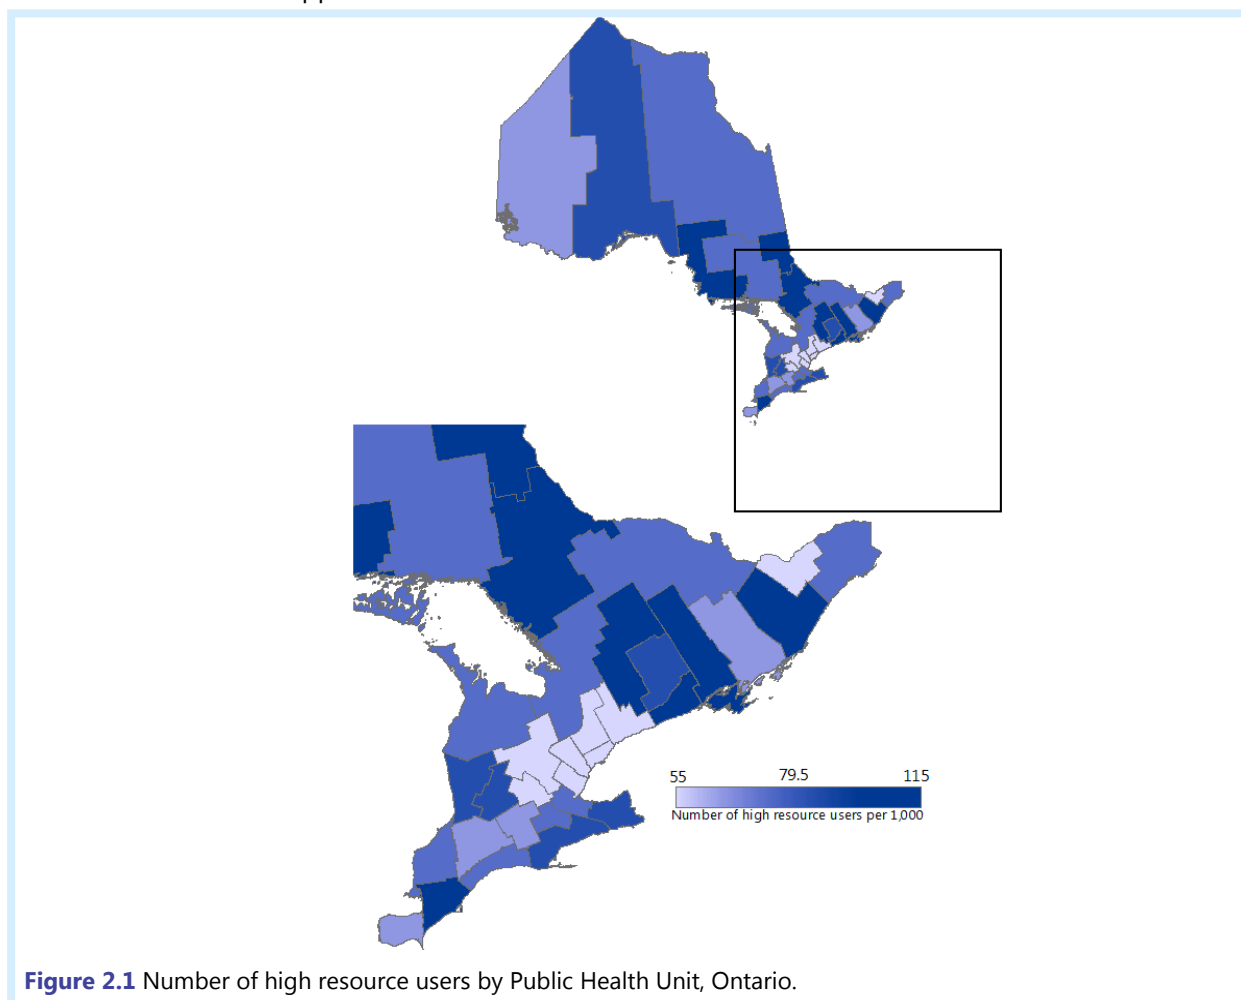 55 79.5 115
Number of high resource users per 1,000
Figure 2.1 Number of high resource users by Public Health Unit, Ontario.